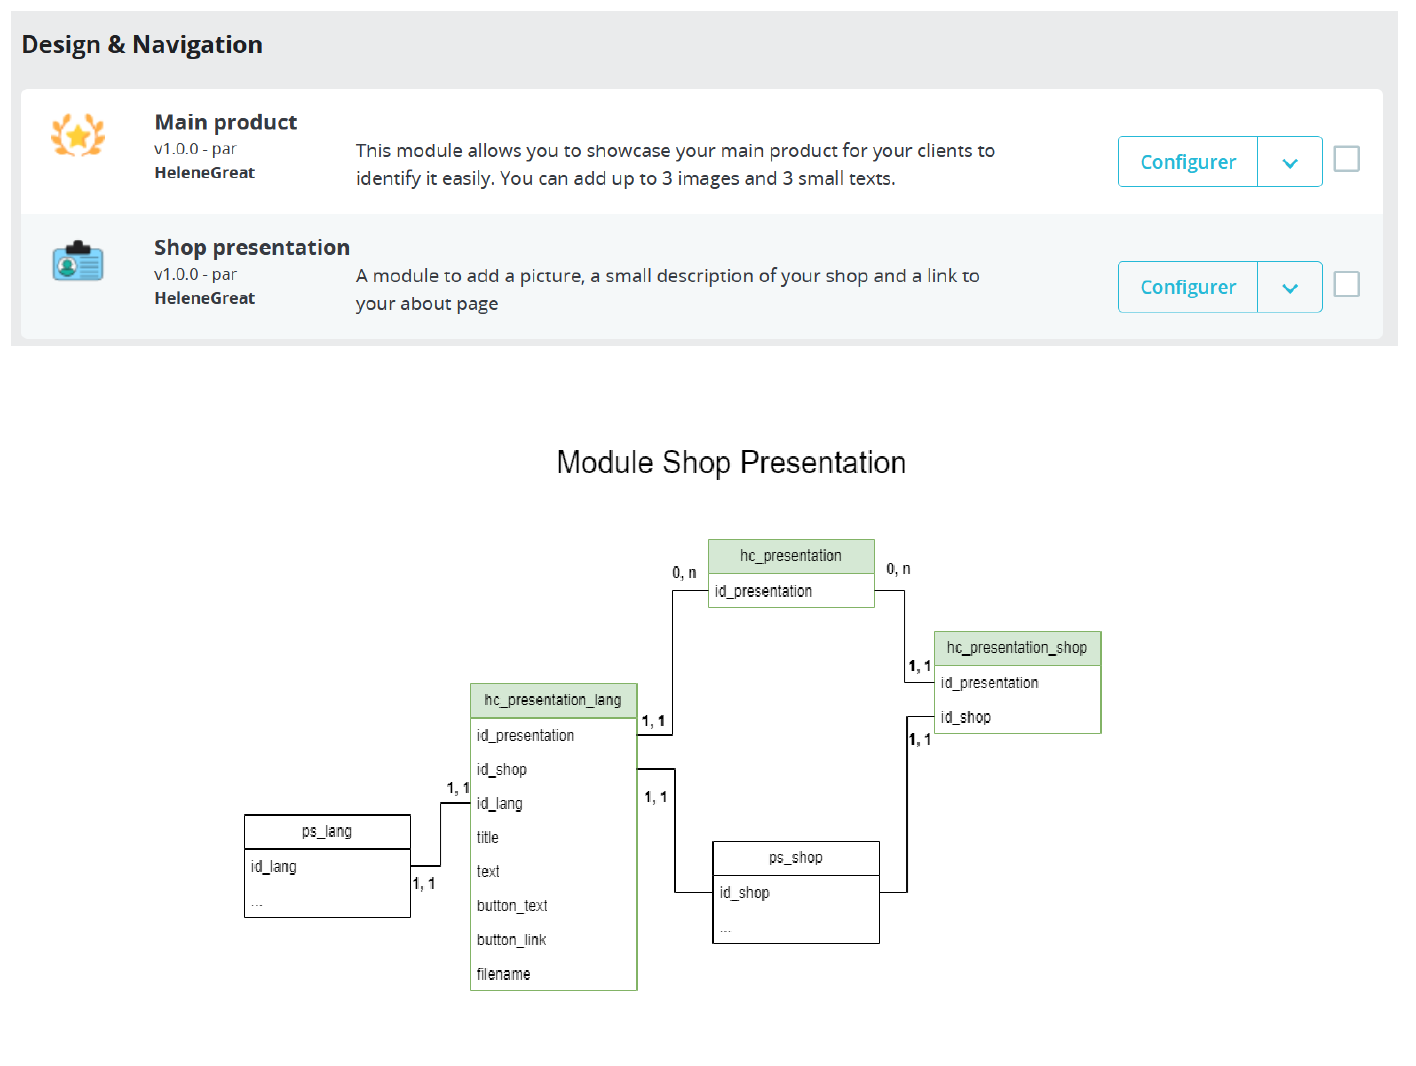 Design & Navigation
Main product
v1.0.0 - par
HeleneGreat
This module allows you to showcase your main product for your clients to
identify it easily. You can add up to 3 images and 3 small texts.
Configurer
Shop presentation
v1.0.0 - par
HeleneGreat
A module to add a picture, a small description of your shop and a link to
your about page
Configurer
Module Shop Presentation
hc_presentation
id_presentation
0, n
0, n
hc_presentation_shop
id_presentation
id_shop
1, 1
1, 1
hc_presentation_lang
id_presentation
id_shop
id_lang
title
text
button_text
button_link
filename
1, 1
1, 1
1, 1
ps_lang
id_lang
...
1, 1
ps_shop
id_shop
...